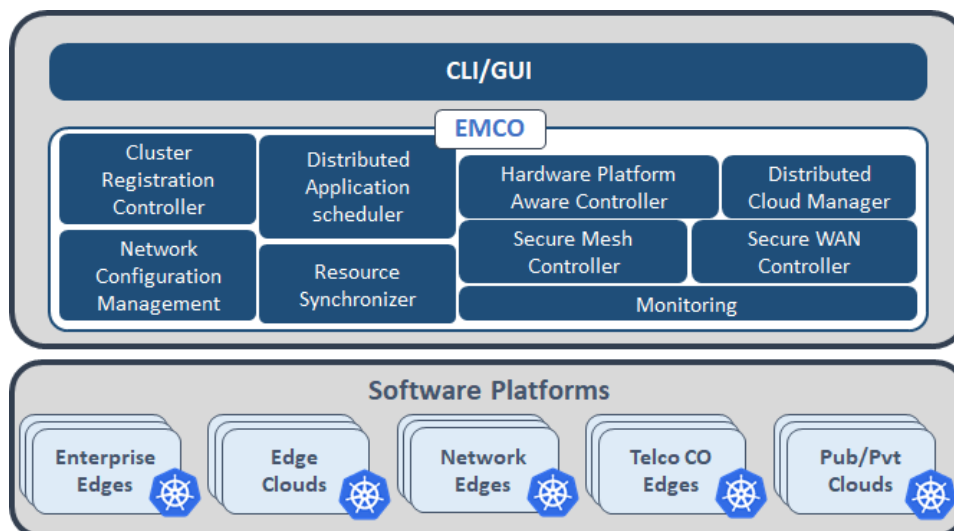 CLI/GUI
EMCO
Cluster
Registration
Controller
Distributed
Application
scheduler
Hardware Platform
Aware Controller
Distributed
Cloud Manager
Network
Configuration
Management
Resource
Synchronizer
Secure Mesh
Controller
Secure WAN
Controller
Monitoring
Software Platforms
Enterprise
Edges
Edge
Clouds
Network
Edges
Telco CO
Edges
Pub/Pvt
Clouds